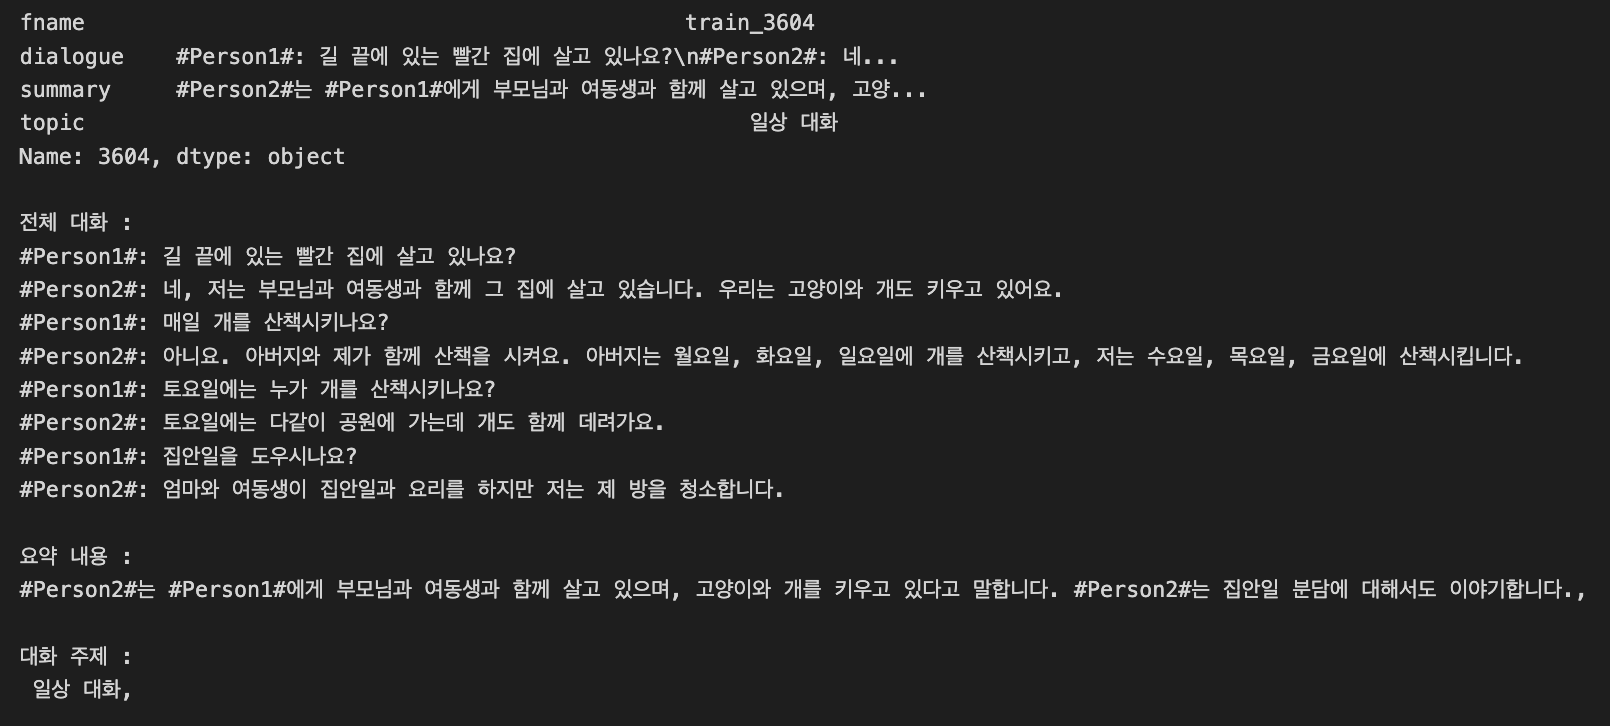 fname train_3604
dialogue #Person1#: 길 끝에 있는 빨간 집에 살고 있나요?\n#Person2#: 네...
summary #Person2#는 #Person1#에게 부모님과 여동생과 함께 살고 있으며, 고양...
topic 일상 대화
Name: 3604, dtype: object
전체 대화 :
#Person1#: 길 끝에 있는 빨간 집에 살고 있나요?
#Person2#: 네, 저는 부모님과 여동생과 함께 그 집에 살고 있습니다. 우리는 고양이와 개도 키우고 있어요.
#Person1#: 매일 개를 산책시키나요?
#Person2#: 아니요. 아버지와 제가 함께 산책을 시켜요. 아버지는 월요일, 화요일, 일요일에 개를 산책시키고, 저는 수요일, 목요일, 금요일에 산책시킵니다.
#Person1#: 토요일에는 누가 개를 산책시키나요?
#Person2#: 토요일에는 다같이 공원에 가는데 개도 함께 데려가요.
#Person1#: 집안일을 도우시나요?
#Person2#: 엄마와 여동생이 집안일과 요리를 하지만 저는 제 방을 청소합니다.
요약 내용 :
#Person2#는 #Person1#에게 부모님과 여동생과 함께 살고 있으며, 고양이와 개를 키우고 있다고 말합니다. #Person2#는 집안일 분담에 대해서도 이야기합니다.,
대화 주제 :
일상 대화,